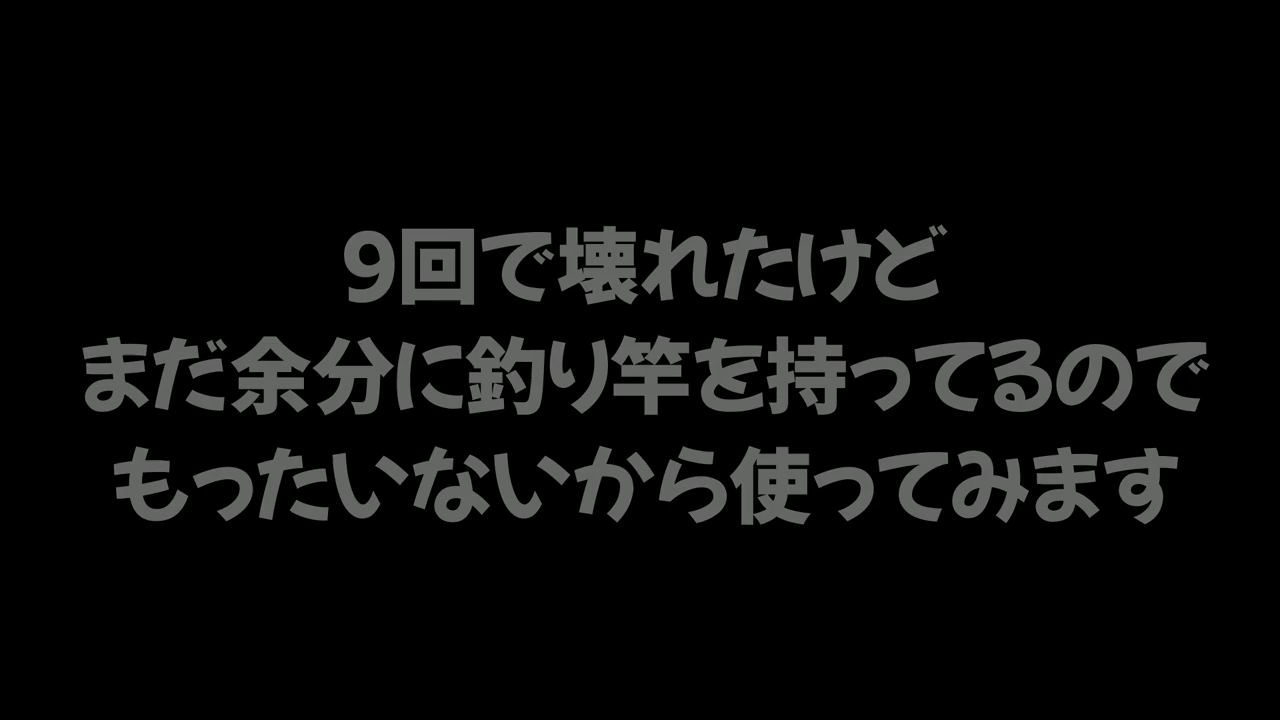 9回で壊れたけど
まだ余分に釣り竿を持ってるので
もったいないから使ってみます